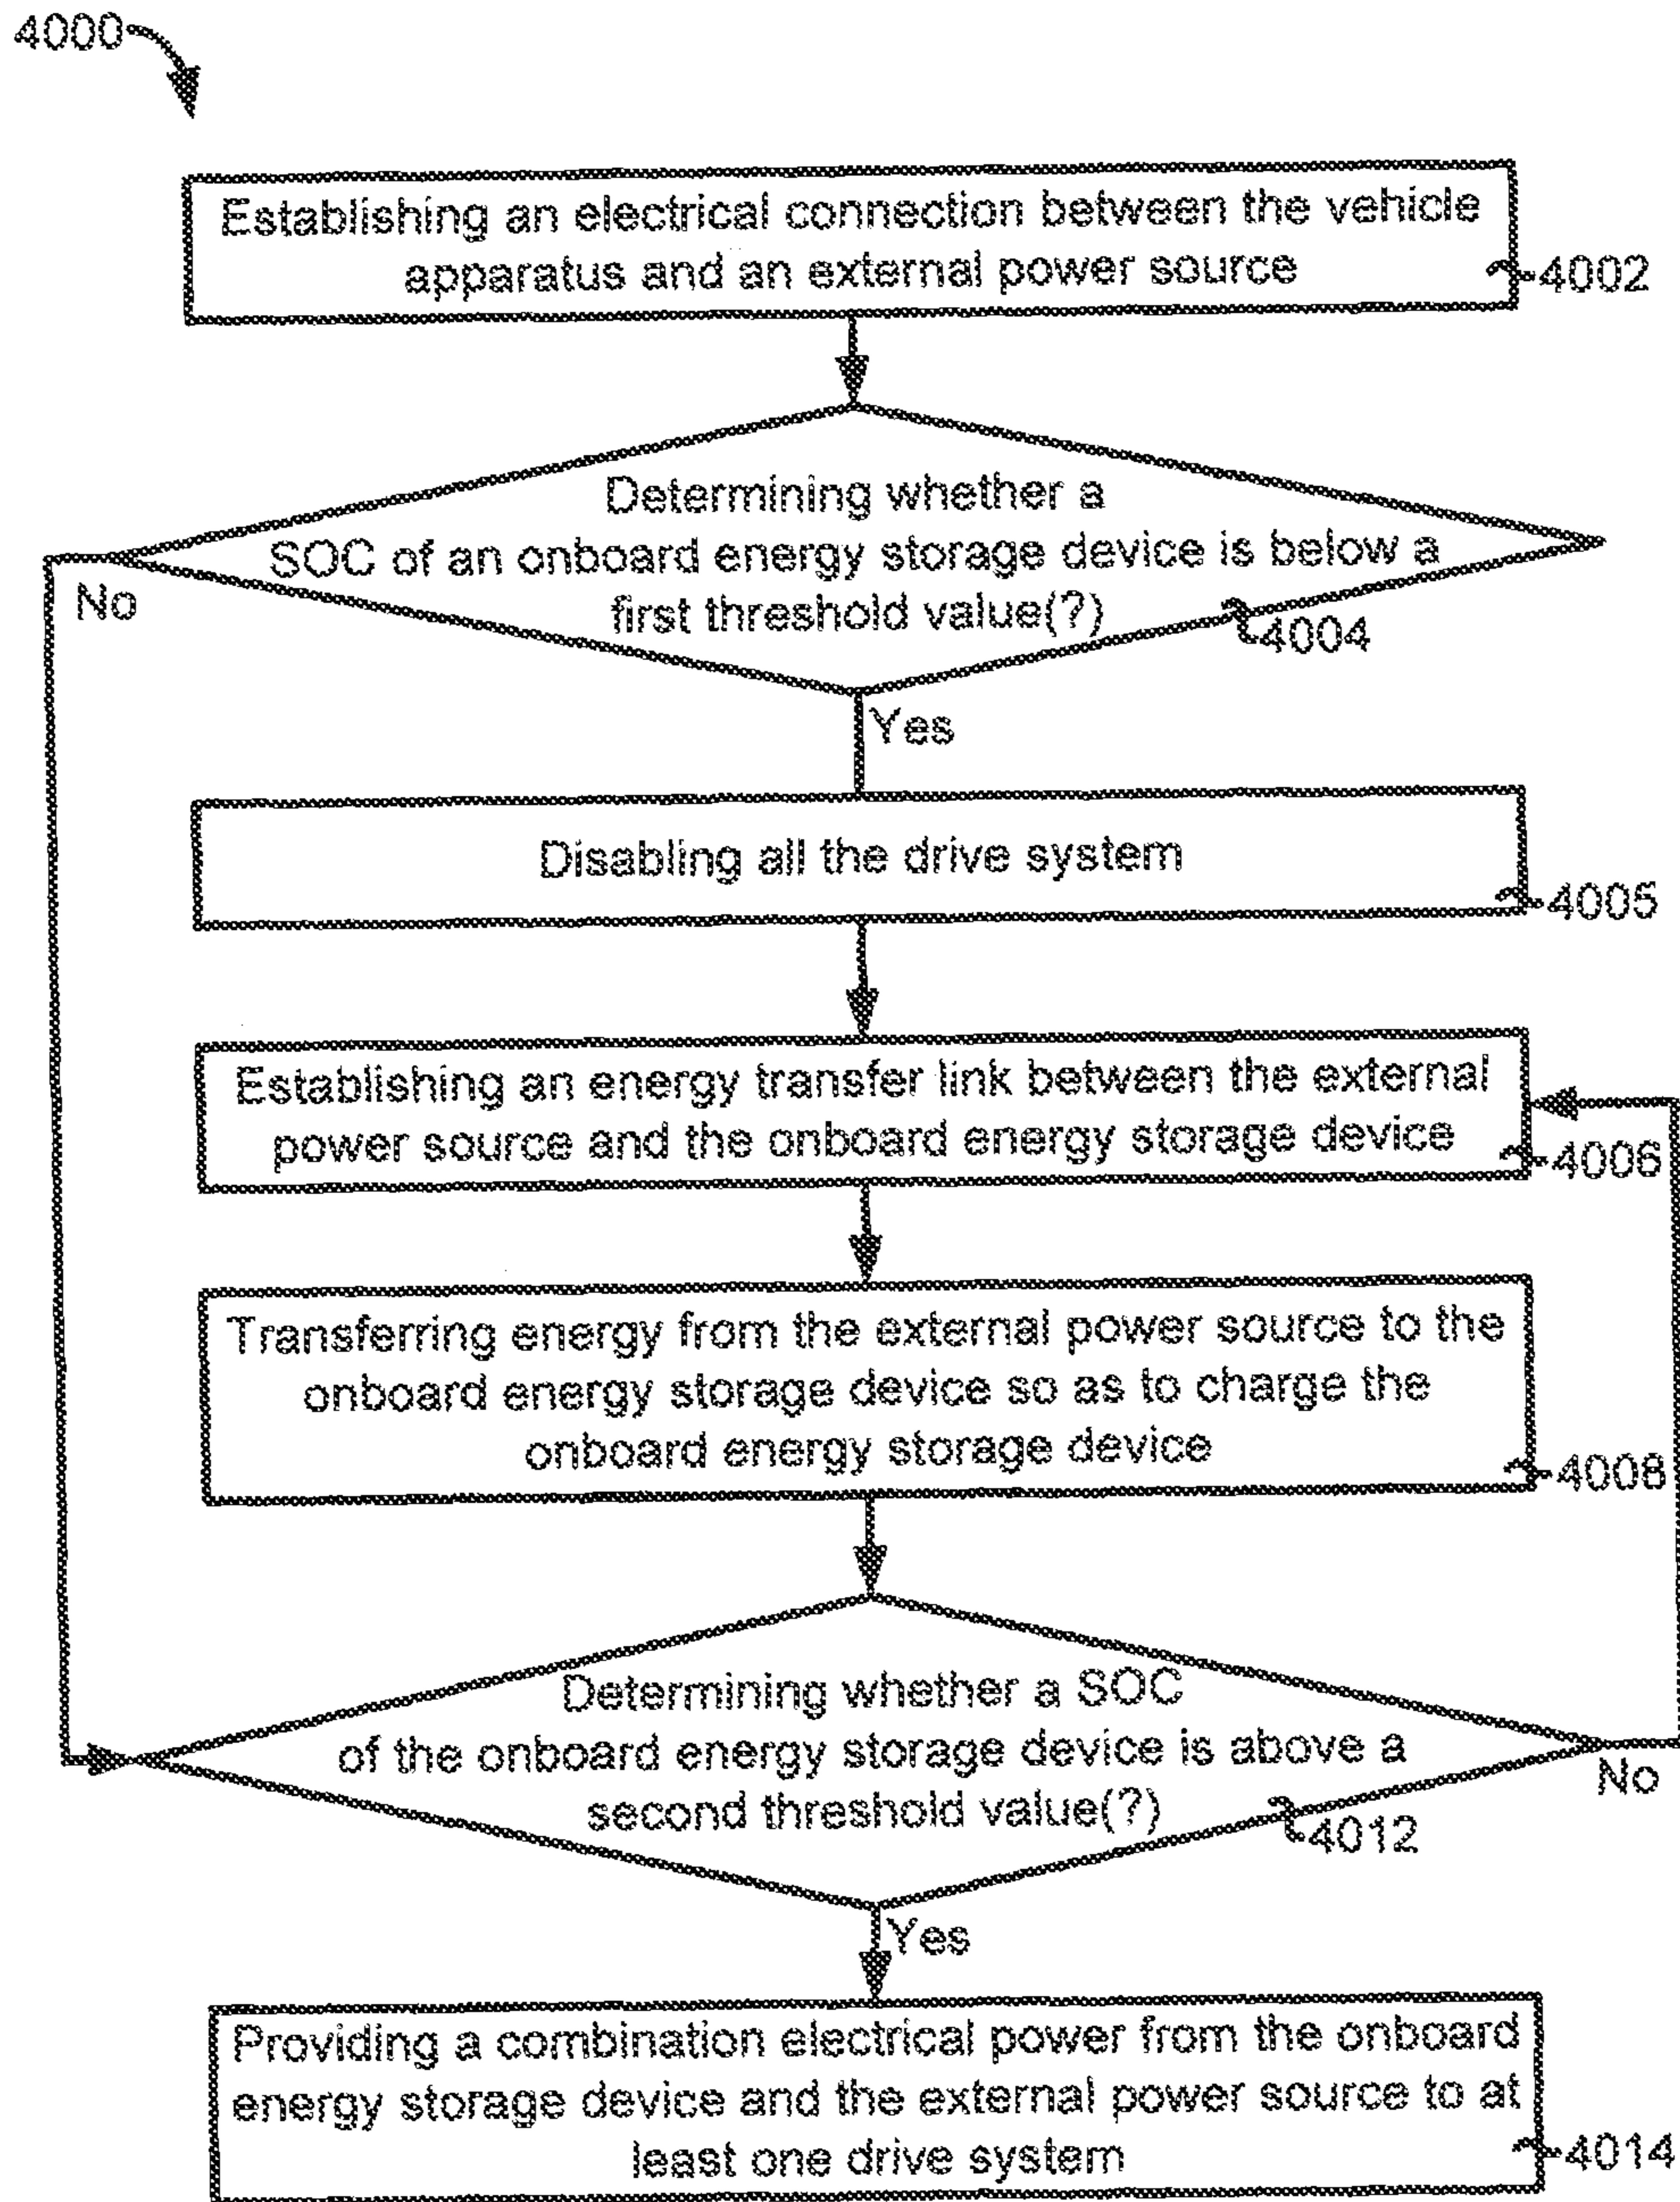 4000
Establishing an electrical connection between the vehicle
apparatus and an external power source
4002
Determining whether a
SOC of an onboard energy storage device is below a
first threshold value(?)
4004
No
Yes
Disabling all the drive system
4005
Establishing an energy transfer link between the external
power source and the onboard energy storage device
4006
Transferring energy from the external power source to the
onboard energy storage device so as to charge the
onboard energy storage device
4008
Determining whether a SOC
of the onboard energy storage device is above a
second threshold value(?)
4012
No
Yes
Providing a combination electrical power from the onboard
energy storage device and the external power source to at
least one drive system
4014